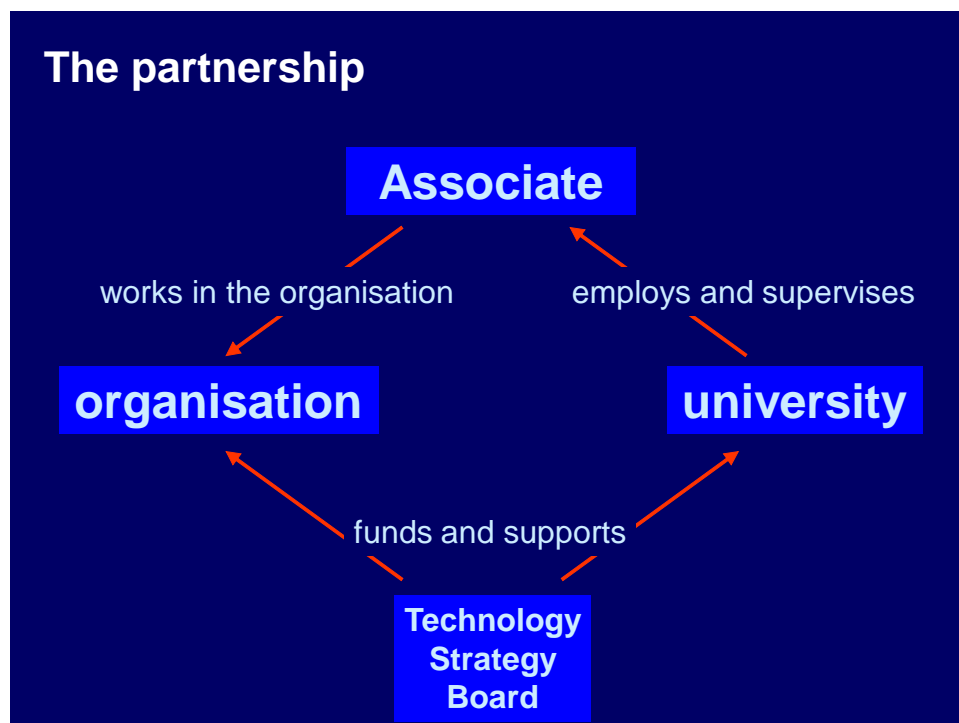 The partnership
Associate
works in the organisation
employs and supervises
organisation
university
funds and supports
Technology
Strategy
Board